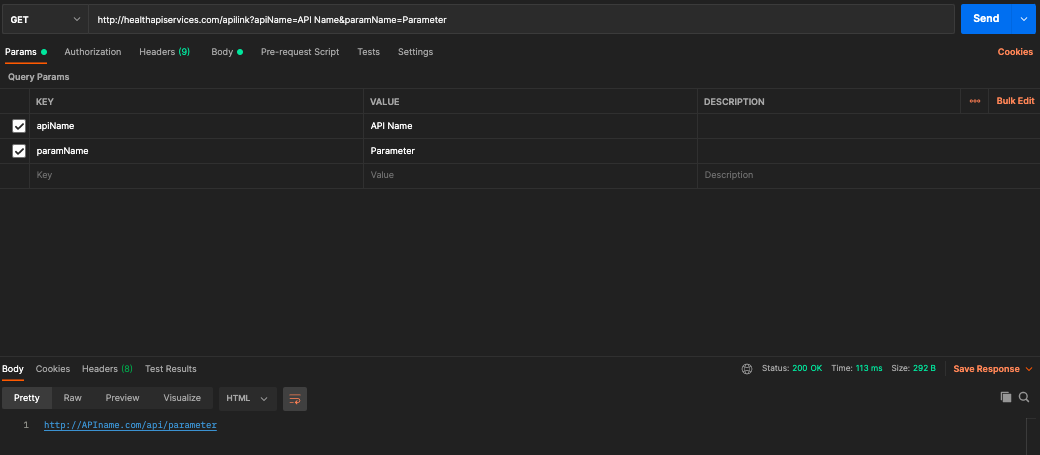 GET http://healthapiservices.com/apilink?apiName=API Name&paramName=Parameter Send
Params Authorization Headers (9) Body Pre-request Script Tests Settings Cookies
Query Params
KEY VALUE DESCRIPTION Bulk Edit
apiName API Name
paramName Parameter
Key Value Description
Body Cookies Headers (8) Test Results Status: 200 OK Time: 113 ms Size: 292 B Save Response
Pretty Raw Preview Visualize HTML
1 http://APIname.com/api/parameter